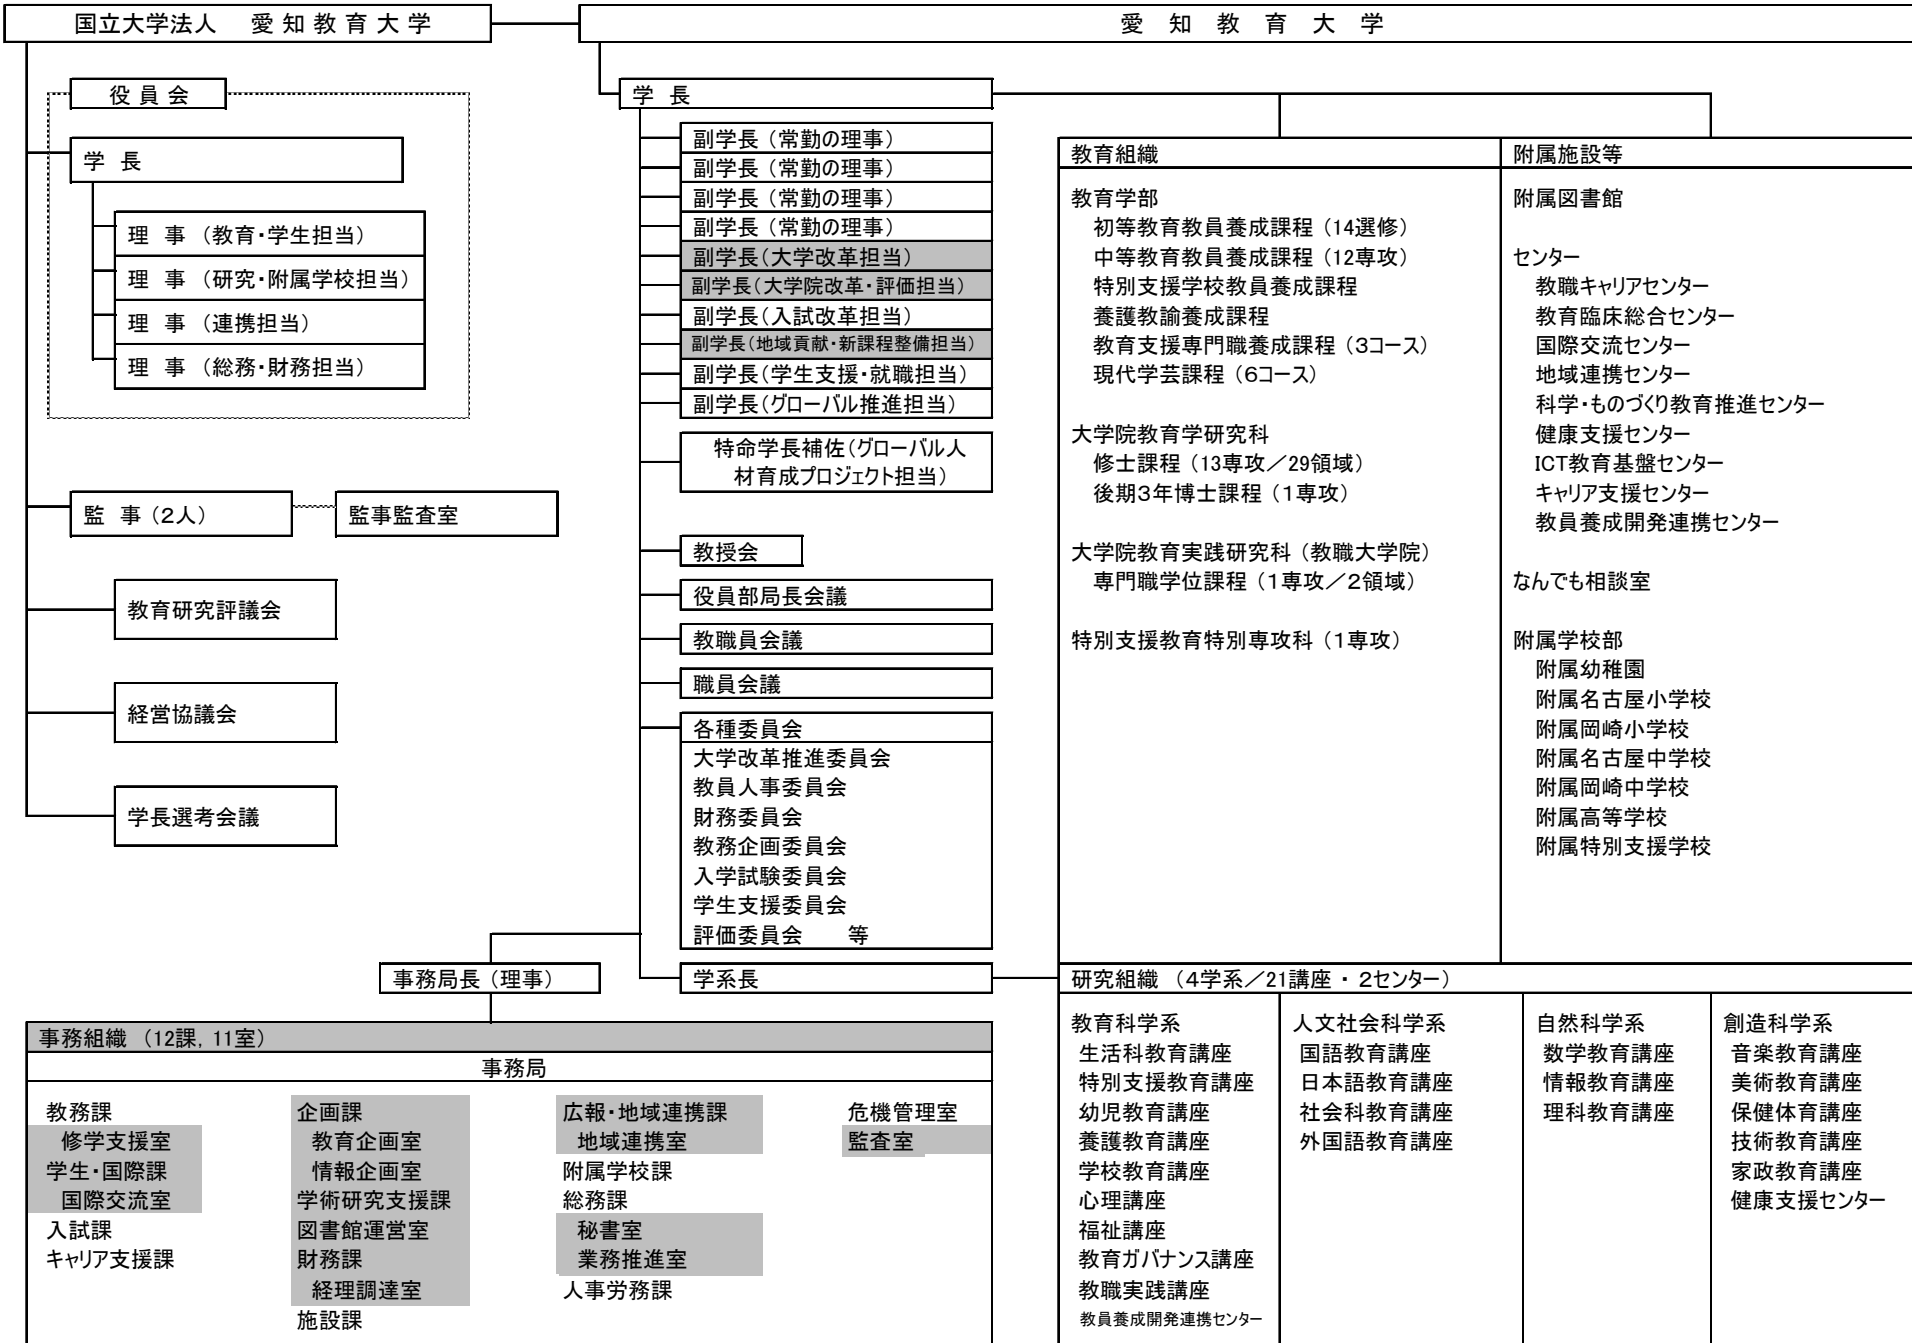 国立大学法人 愛知教育大学
愛知教育大学
役員会
学 長
理 事 (教育・学生担当)
理 事 (研究・附属学校担当)
理 事 (連携担当)
理 事 (総務・財務担当)
監 事 (2人)
監事監査室
教育研究評議会
経営協議会
学長選考会議
学 長
副学長 (常勤の理事)
副学長 (常勤の理事)
副学長 (常勤の理事)
副学長 (常勤の理事)
副学長(大学改革担当)
副学長(大学院改革・評価担当)
副学長(入試改革担当)
副学長(地域貢献・新課程整備担当)
副学長(学生支援・就職担当)
副学長(グローバル推進担当)
特命学長補佐(グローバル人
材育成プロジェクト担当)
教授会
役員部局長会議
教職員会議
職員会議
各種委員会
大学改革推進委員会
教員人事委員会
財務委員会
教務企画委員会
入学試験委員会
学生支援委員会
評価委員会 等
事務局長 (理事)
学系長
教育組織
教育学部
初等教育教員養成課程 (14選修)
中等教育教員養成課程 (12専攻)
特別支援学校教員養成課程
養護教諭養成課程
教育支援専門職養成課程 (3コース)
現代学芸課程 (6コース)
大学院教育学研究科
修士課程 (13専攻/29領域)
後期3年博士課程 (1専攻)
大学院教育実践研究科 (教職大学院)
専門職学位課程 (1専攻/2領域)
特別支援教育特別専攻科 (1専攻)
附属施設等
附属図書館
センター
教職キャリアセンター
教育臨床総合センター
国際交流センター
地域連携センター
科学・ものづくり教育推進センター
健康支援センター
ICT教育基盤センター
キャリア支援センター
教員養成開発連携センター
なんでも相談室
附属学校部
附属幼稚園
附属名古屋小学校
附属岡崎小学校
附属名古屋中学校
附属岡崎中学校
附属高等学校
附属特別支援学校
事務組織 (12課, 11室)
事務局
教務課
修学支援室
学生・国際課
国際交流室
入試課
キャリア支援課
企画課
教育企画室
情報企画室
学術研究支援課
図書館運営室
財務課
経理調達室
施設課
広報・地域連携課
地域連携室
附属学校課
総務課
秘書室
業務推進室
人事労務課
危機管理室
監査室
研究組織 (4学系/21講座・2センター)
教育科学系
生活科教育講座
特別支援教育講座
幼児教育講座
養護教育講座
学校教育講座
心理講座
福祉講座
教育ガバナンス講座
教職実践講座
教員養成開発連携センター
人文社会科学系
国語教育講座
日本語教育講座
社会科教育講座
外国語教育講座
自然科学系
数学教育講座
情報教育講座
理科教育講座
創造科学系
音楽教育講座
美術教育講座
保健体育講座
技術教育講座
家政教育講座
健康支援センター